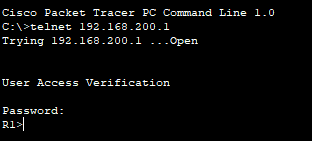 Cisco Packet Tracer PC Command Line 1.0
C:\>telnet 192.168.200.1
Trying 192.168.200.1 ...Open
User Access Verification
Password:
R1>